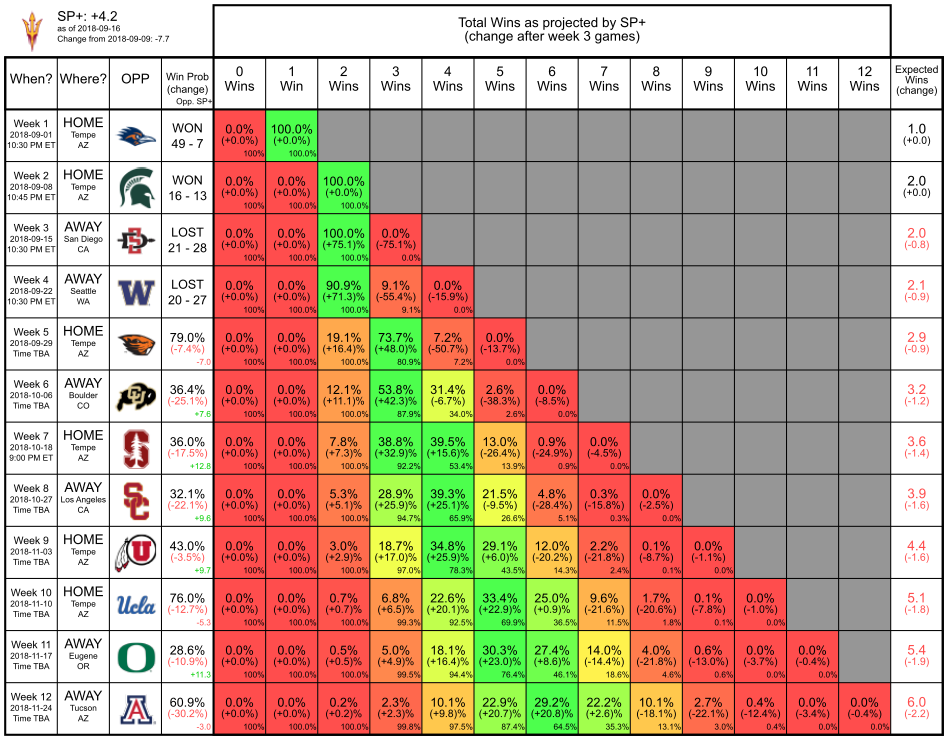 SP+: +4.2
as of 2018-09-16
Change from 2018-09-09: -7.7
Total Wins as projected by SP+
(change after week 3 games)
When? Where? OPP Win Prob (change) Opp. SP+ 0 Wins 1 Win 2 Wins 3 Wins 4 Wins 5 Wins 6 Wins 7 Wins 8 Wins 9 Wins 10 Wins 11 Wins 12 Wins Expected Wins (change)
Week 1 HOME WON 0.0% 100.0% 1.0
2018-09-01 Tempe (+0.0%) (+0.0%) (+0.0)
10:30 PM ET AZ 49 - 7 100% 100.0%
Week 2 HOME WON 0.0% 0.0% 100.0% 2.0
2018-09-08 Tempe (+0.0%) (+0.0%) (+0.0%) (+0.0)
10:45 PM ET AZ 16 - 13 100% 100.0% 100.0%
Week 3 AWAY LOST 0.0% 0.0% 100.0% 0.0% 2.0
2018-09-15 San Diego (+0.0%) (+0.0%) (+75.1%) (-75.1%) (-0.8)
10:30 PM ET CA 21 - 28 100% 100.0% 100.0% 0.0%
Week 4 AWAY W LOST 0.0% 0.0% 90.9% 9.1% 0.0% 2.1
2018-09-22 Seattle (+0.0%) (+0.0%) (+71.3%) (-55.4%) (-15.9%) (-0.9)
10:30 PM ET WA 20 - 27 100% 100.0% 100.0% 9.1% 0.0%
Week 5 HOME 79.0% 0.0% 0.0% 19.1% 73.7% 7.2% 0.0% 2.9
2018-09-29 Tempe (-7.4%) (+0.0%) (+0.0%) (+16.4%) (+48.0%) (-50.7%) (-13.7%) (-0.9)
Time TBA AZ -7.0 100% 100.0% 100.0% 80.9% 7.2% 0.0%
Week 6 AWAY CU 36.4% 0.0% 0.0% 12.1% 53.8% 31.4% 2.6% 0.0% 3.2
2018-10-06 Boulder (-25.1%) (+0.0%) (+0.0%) (+11.1%) (+42.3%) (-6.7%) (-38.3%) (-8.5%) (-1.2)
Time TBA CO +7.6 100% 100.0% 100.0% 87.9% 34.0% 2.6% 0.0%
Week 7 HOME S 36.0% 0.0% 0.0% 7.8% 38.8% 39.5% 13.0% 0.9% 0.0% 3.6
2018-10-18 Tempe (-17.5%) (+0.0%) (+0.0%) (+7.3%) (+32.9%) (+15.6%) (-26.4%) (-24.9%) (-4.5%) (-1.4)
9:00 PM ET AZ +12.8 100% 100.0% 100.0% 92.2% 53.4% 13.9% 0.9% 0.0%
Week 8 AWAY SC 32.1% 0.0% 0.0% 5.3% 28.9% 39.3% 21.5% 4.8% 0.3% 0.0% 3.9
2018-10-27 Los Angeles (-22.1%) (+0.0%) (+0.0%) (+5.1%) (+25.9%) (+25.1%) (-9.5%) (-28.4%) (-15.8%) (-2.5%) (-1.6)
Time TBA CA +9.6 100% 100.0% 100.0% 94.7% 65.9% 26.6% 5.1% 0.3% 0.0%
Week 9 HOME U 43.0% 0.0% 0.0% 3.0% 18.7% 34.8% 29.1% 12.0% 2.2% 0.1% 0.0% 4.4
2018-11-03 Tempe (-3.5%) (+0.0%) (+0.0%) (+2.9%) (+17.0%) (+25.9%) (+6.0%) (-20.2%) (-21.8%) (-8.7%) (-1.1%) (-1.6)
Time TBA AZ +9.7 100% 100.0% 100.0% 97.0% 78.3% 43.5% 14.3% 2.4% 0.1% 0.0%
Week 10 HOME Ucla 76.0% 0.0% 0.0% 0.7% 6.8% 22.6% 33.4% 25.0% 9.6% 1.7% 0.1% 0.0% 5.1
2018-11-10 Tempe (-12.7%) (+0.0%) (+0.0%) (+0.7%) (+6.5%) (+20.1%) (+22.9%) (+0.9%) (-21.6%) (-20.6%) (-7.8%) (-1.0%) (-1.8)
Time TBA AZ -5.3 100% 100.0% 100.0% 99.3% 92.5% 69.9% 36.5% 11.5% 1.8% 0.1% 0.0%
Week 11 AWAY O 28.6% 0.0% 0.0% 0.5% 5.0% 18.1% 30.3% 27.4% 14.0% 4.0% 0.6% 0.0% 0.0% 5.4
2018-11-17 Eugene (-10.9%) (+0.0%) (+0.0%) (+0.5%) (+4.9%) (+16.4%) (+23.0%) (+8.6%) (-14.4%) (-21.8%) (-13.0%) (-3.7%) (-0.4%) (-1.9)
Time TBA OR +11.3 100% 100.0% 100.0% 99.5% 94.4% 76.4% 46.1% 18.6% 4.6% 0.6% 0.0% 0.0%
Week 12 AWAY A 60.9% 0.0% 0.0% 0.2% 2.3% 10.1% 22.9% 29.2% 22.2% 10.1% 2.7% 0.4% 0.0% 0.0% 6.0
2018-11-24 Tucson (-30.2%) (+0.0%) (+0.0%) (+0.2%) (+2.3%) (+9.8%) (+20.7%) (+20.8%) (+2.6%) (-18.1%) (-22.1%) (-12.4%) (-3.4%) (-0.4%) (-2.2)
Time TBA AZ -3.0 100% 100.0% 100.0% 99.8% 97.5% 87.4% 64.5% 35.3% 13.1% 3.0% 0.4% 0.0% 0.0%